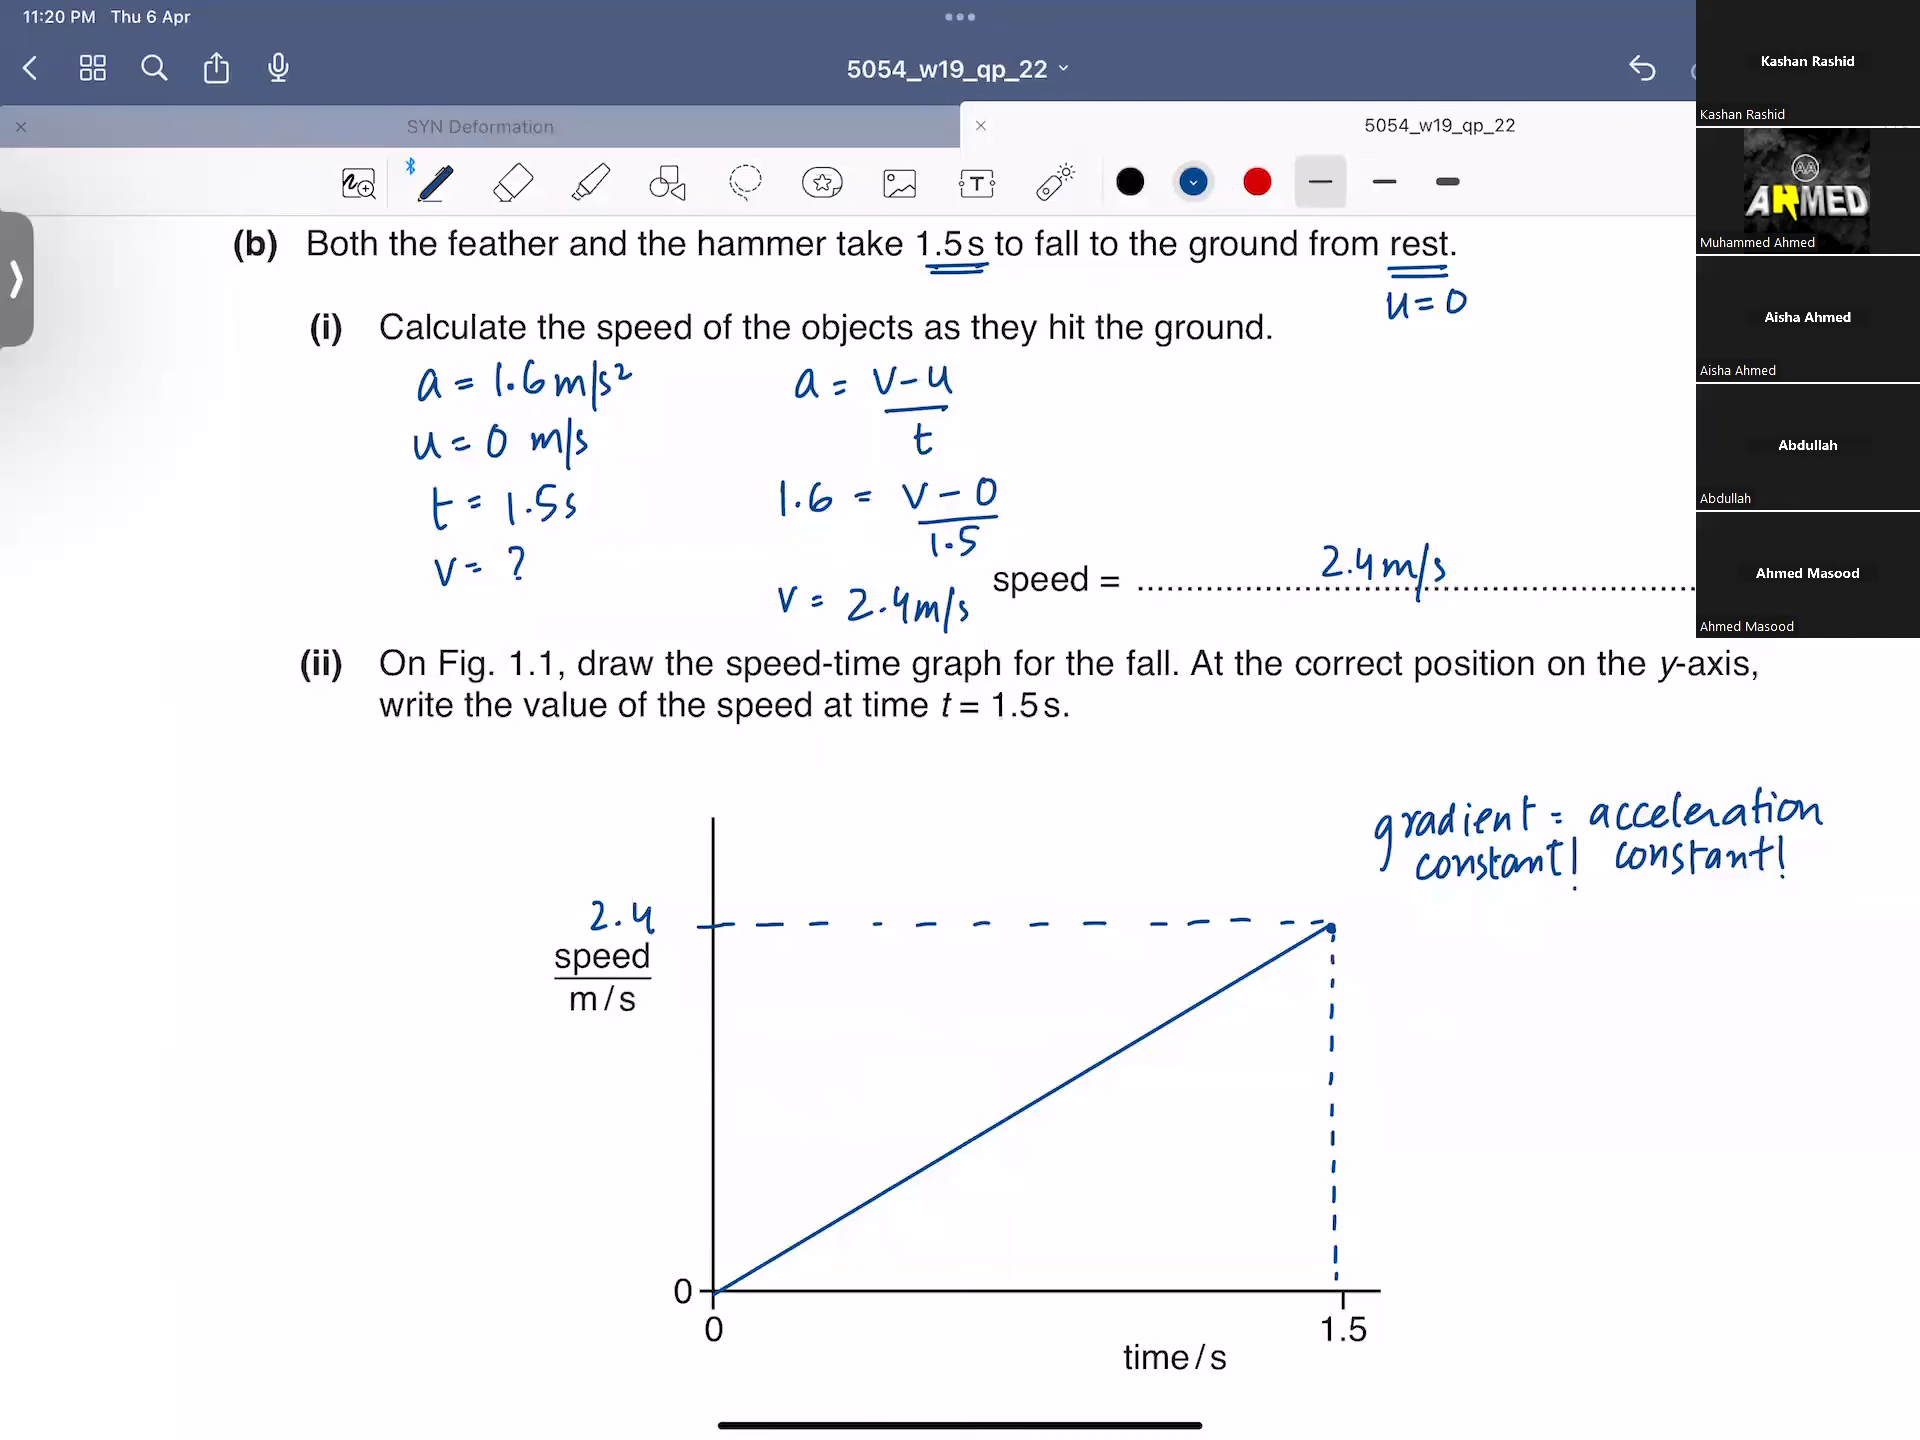 11:20 PM Thu 6 Apr
5054_w19_qp_22
SYN Deformation
5054_w19_qp_22
Kashan Rashid
Kashan Rashid
AHMED
Muhammed Ahmed
Aisha Ahmed
Aisha Ahmed
Abdullah
Abdullah
Ahmed Masood
Ahmed Masood
(b) Both the feather and the hammer take 1.5 s to fall to the ground from rest.
u = 0
(i) Calculate the speed of the objects as they hit the ground.
a = 1.6 m/s²
u = 0 m/s
t = 1.5 s
v = ?
a = v – u
t
1.6 = v – 0
1.5
v = 2.4 m/s
speed = 2.4 m/s
(ii) On Fig. 1.1, draw the speed-time graph for the fall. At the correct position on the y-axis,
write the value of the speed at time t = 1.5 s.
gradient = acceleration
constant! constant!
2.4
speed
m / s
0
0
1.5
time / s